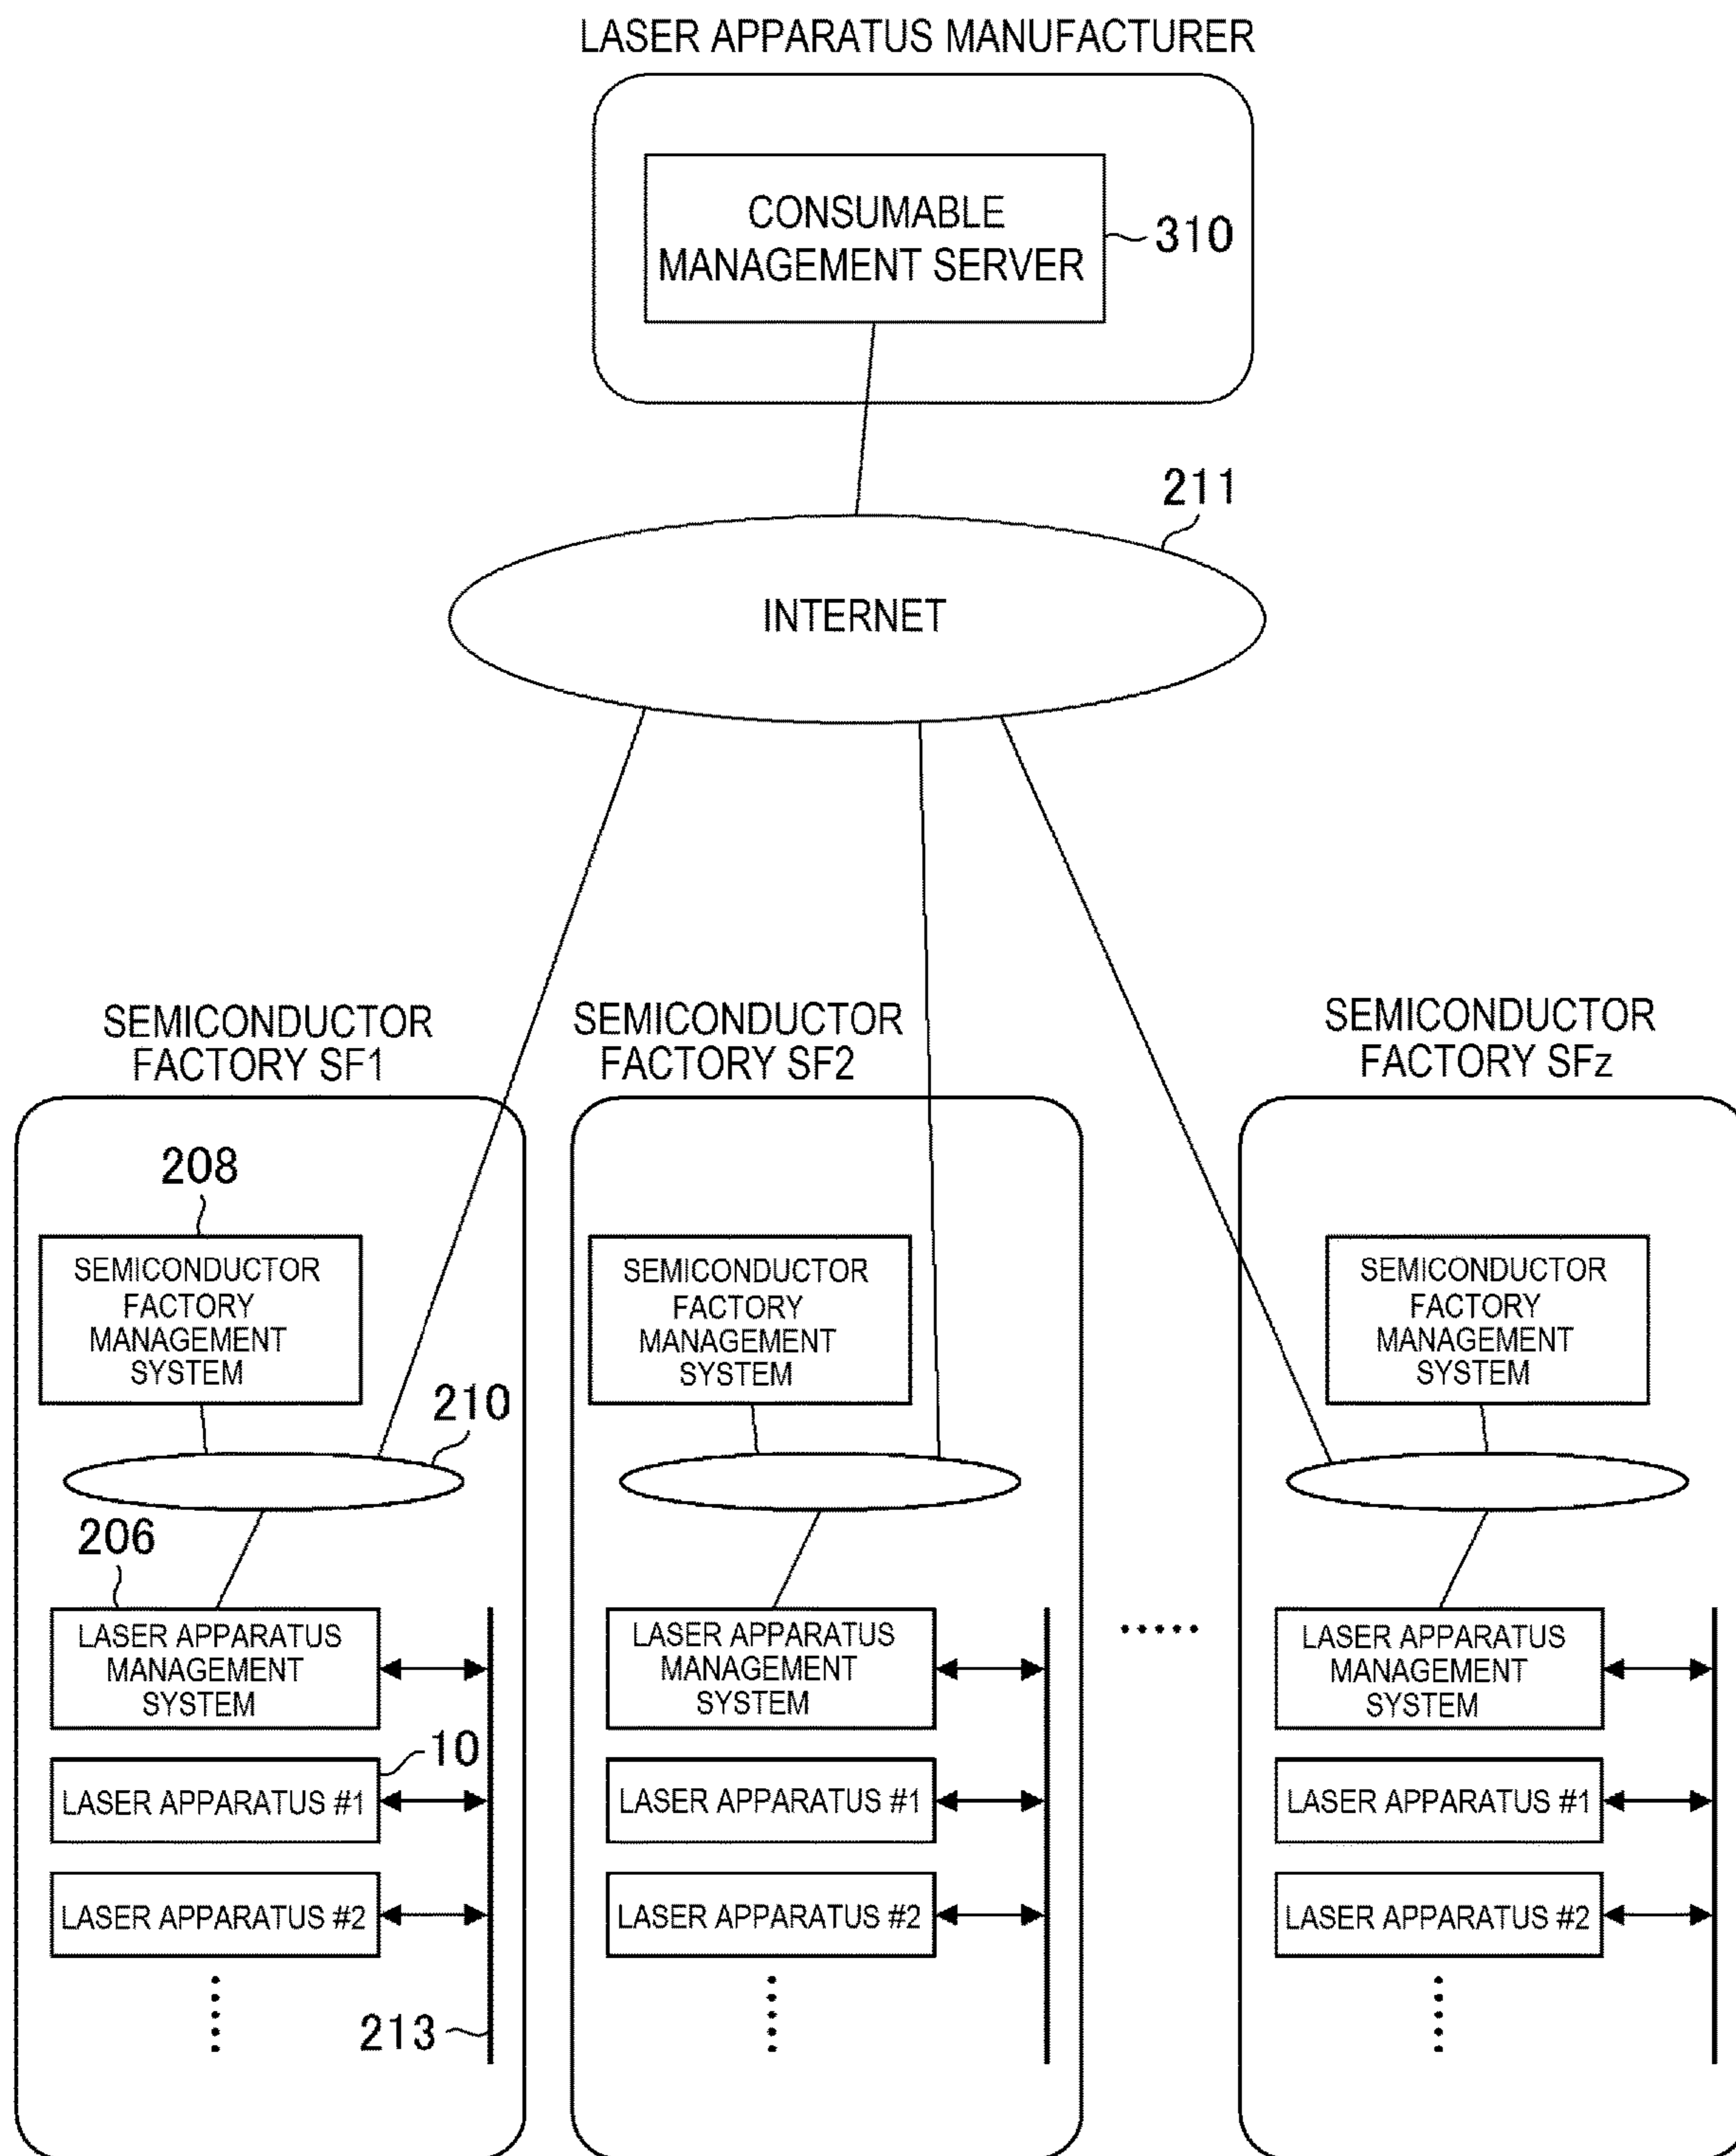 LASER APPARATUS MANUFACTURER
CONSUMABLE
MANAGEMENT SERVER
310
211
INTERNET
SEMICONDUCTOR
FACTORY SF1
208
SEMICONDUCTOR
FACTORY
MANAGEMENT
SYSTEM
210
206
LASER APPARATUS
MANAGEMENT
SYSTEM
10
LASER APPARATUS #1
LASER APPARATUS #2
213
SEMICONDUCTOR
FACTORY SF2
SEMICONDUCTOR
FACTORY
MANAGEMENT
SYSTEM
LASER APPARATUS
MANAGEMENT
SYSTEM
LASER APPARATUS #1
LASER APPARATUS #2
SEMICONDUCTOR
FACTORY SFz
SEMICONDUCTOR
FACTORY
MANAGEMENT
SYSTEM
LASER APPARATUS
MANAGEMENT
SYSTEM
LASER APPARATUS #1
LASER APPARATUS #2